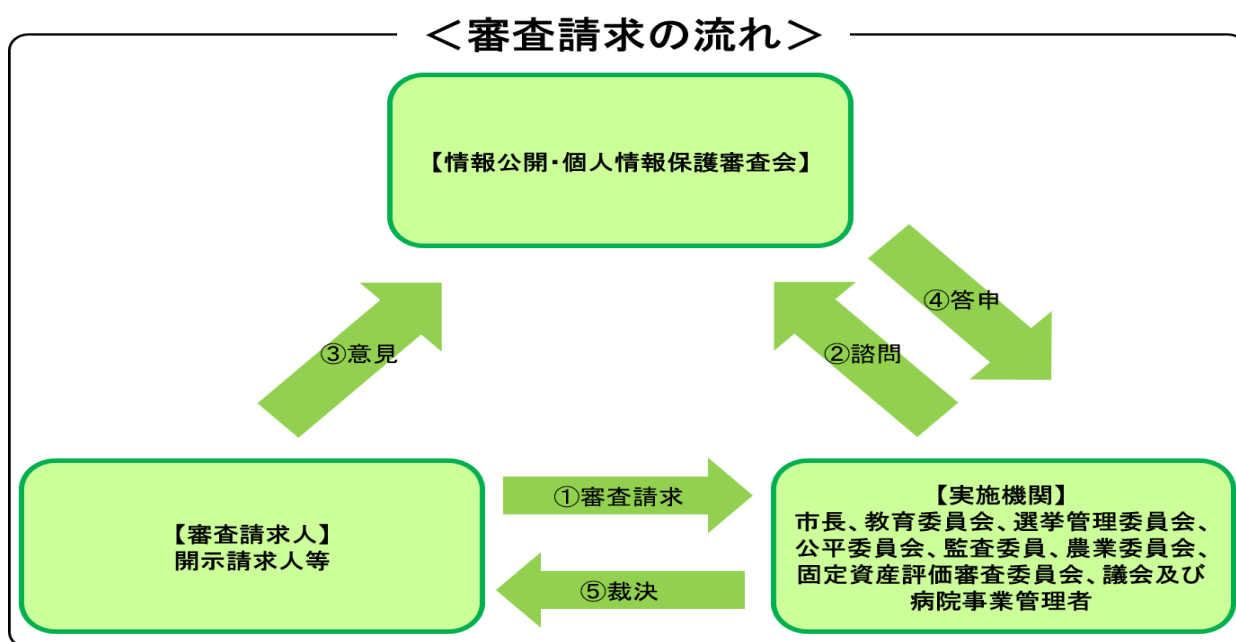 ＜審査請求の流れ＞
【情報公開・個人情報保護審査会】
④答申
③意見
②諮問
①審査請求
【審査請求人】
開示請求人等
【実施機関】
市長、教育委員会、選挙管理委員会、
公平委員会、監査委員、農業委員会、
固定資産評価審査委員会、議会及び
病院事業管理者
⑤裁決